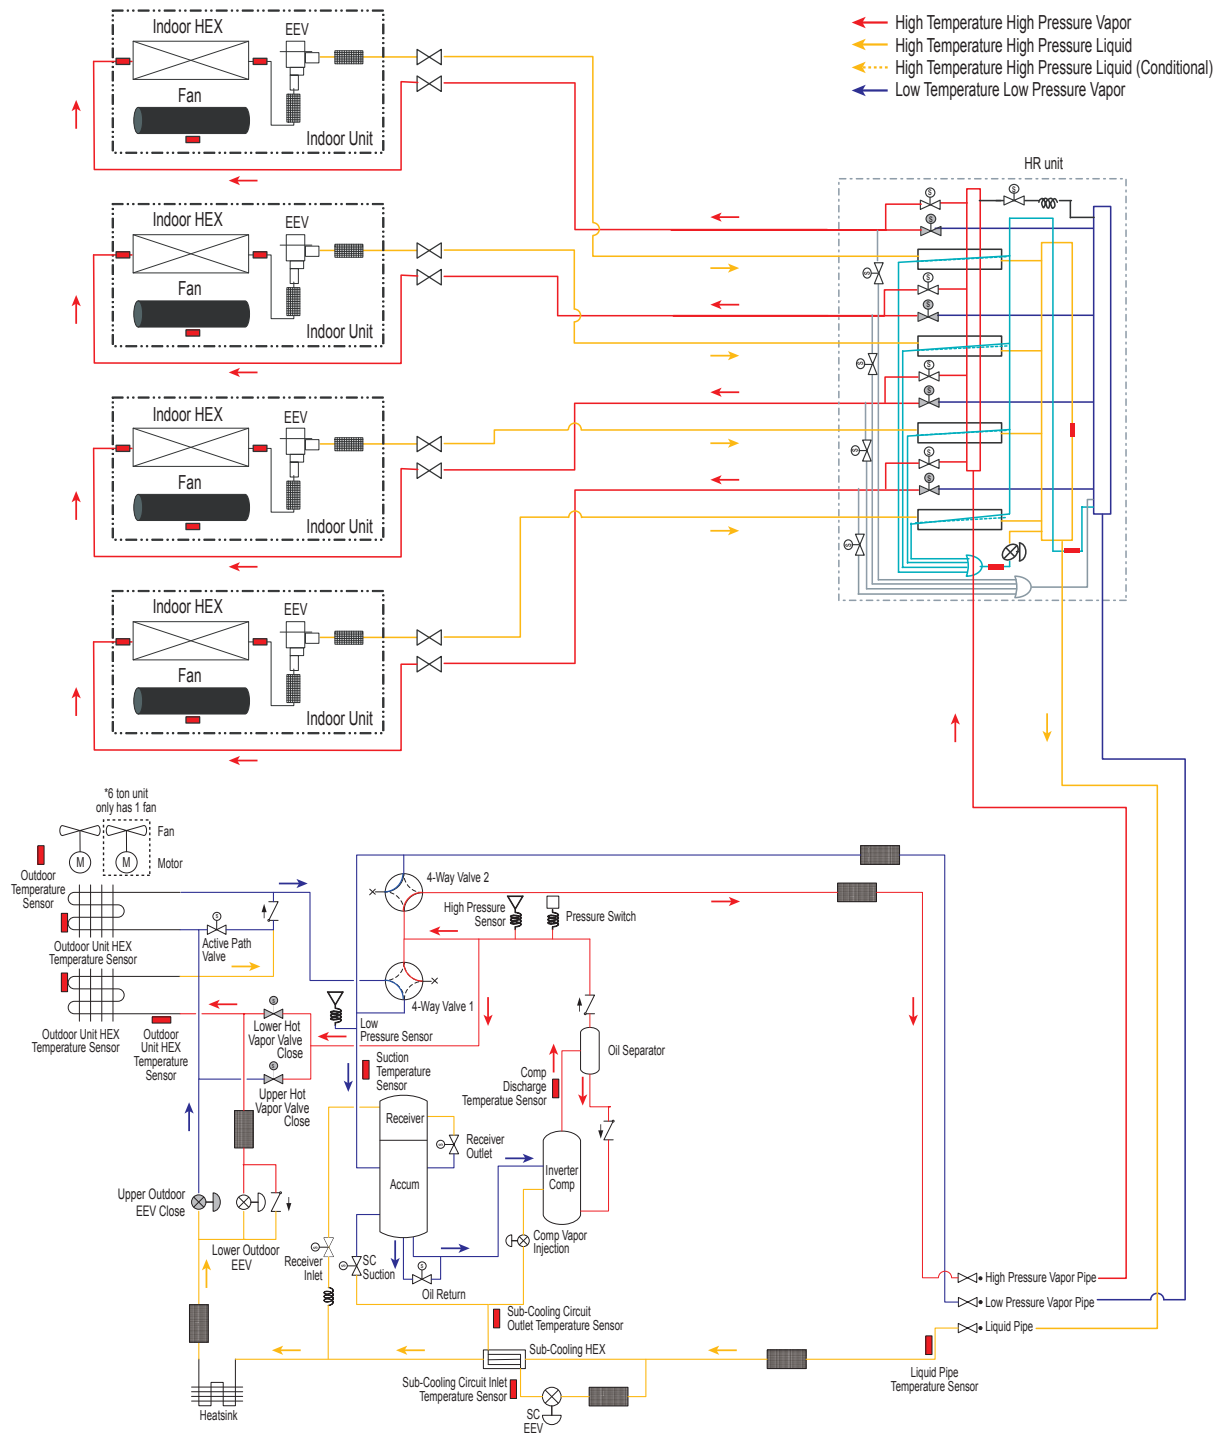 High Temperature High Pressure Vapor
High Temperature High Pressure Liquid
High Temperature High Pressure Liquid (Conditional)
Low Temperature Low Pressure Vapor
Indoor HEX
EEV
Fan
Indoor Unit
HR unit
S
S
S
S
S
S
S
S
S
S
S
S
S
Indoor HEX
EEV
Fan
Indoor Unit
Indoor HEX
EEV
Fan
Indoor Unit
Indoor HEX
EEV
Fan
Indoor Unit
*6 ton unit
only has 1 fan
Fan
M
M
Motor
Outdoor
Temperature
Sensor
4-Way Valve 2
High Pressure
Sensor
Pressure Switch
S
Active Path
Valve
Outdoor Unit HEX
Temperature Sensor
4-Way Valve 1
S
Outdoor Unit HEX
Temperature Sensor
Outdoor
Unit HEX
Temperature
Sensor
Lower Hot
Vapor Valve
Close
Low
Pressure Sensor
Oil Separator
Suction
Temperature
Sensor
Comp
Discharge
Temperatue Sensor
S
Upper Hot
Vapor Valve
Close
Receiver
S
Receiver
Outlet
Accum
Inverter
Comp
Upper Outdoor
EEV Close
Lower Outdoor
EEV
S
Receiver
Inlet
S
SC
Suction
S
Oil Return
Comp Vapor
Injection
High Pressure Vapor Pipe
Low Pressure Vapor Pipe
Liquid Pipe
Sub-Cooling Circuit
Outlet Temperature Sensor
Sub-Cooling HEX
Sub-Cooling Circuit Inlet
Temperature Sensor
SC
EEV
Liquid Pipe
Temperature Sensor
Heatsink